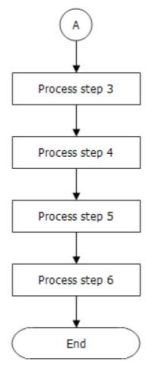 A
Process step 3
Process step 4
Process step 5
Process step 6
End